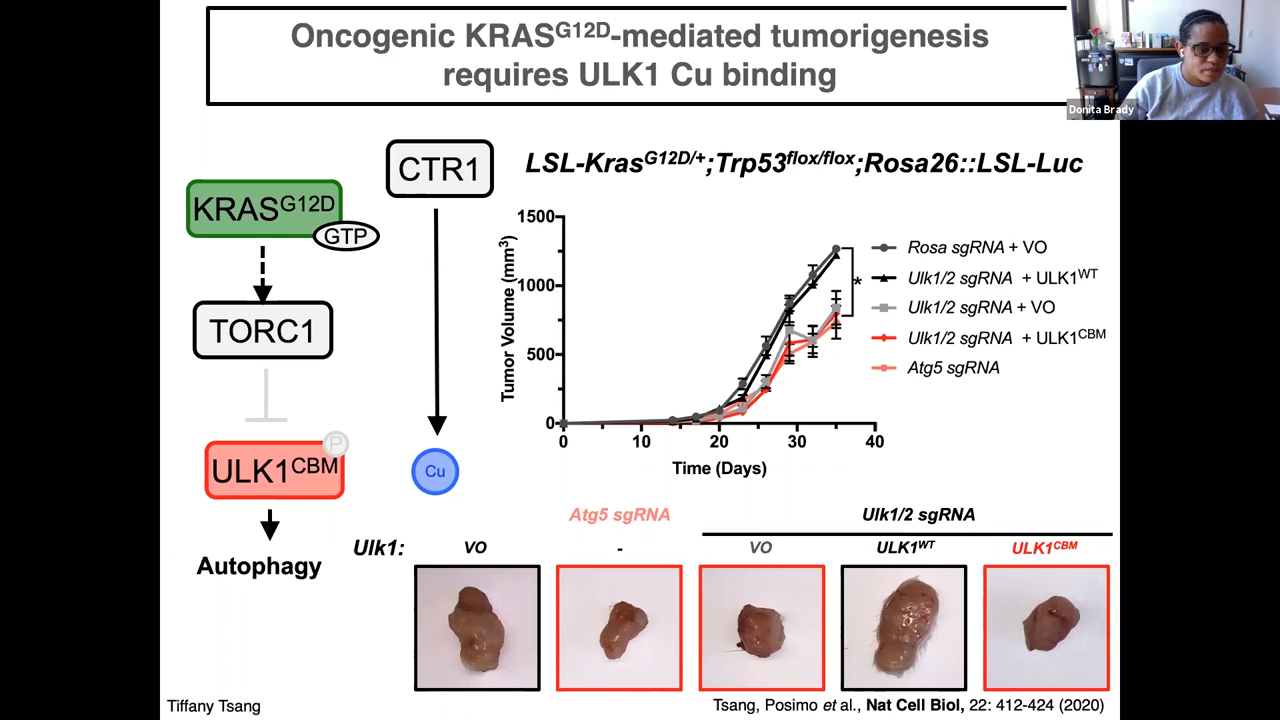 Oncogenic KRASG12D-mediated tumorigenesis
requires ULK1 Cu binding
Donita Brady
KRASG12D
GTP
TORC1
P
ULK1CBM
Autophagy
CTR1
Cu
LSL-KrasG12D/+;Trp53flox/flox;Rosa26::LSL-Luc
Tumor Volume (mm3)
1500
1000
500
0
0 10 20 30 40
Time (Days)
*
Rosa sgRNA + VO
Ulk1/2 sgRNA + ULK1WT
Ulk1/2 sgRNA + VO
Ulk1/2 sgRNA + ULK1CBM
Atg5 sgRNA
Atg5 sgRNA Ulk1/2 sgRNA
Ulk1: VO - VO ULK1WT ULK1CBM
Tiffany Tsang
Tsang, Posimo et al., Nat Cell Biol, 22: 412-424 (2020)